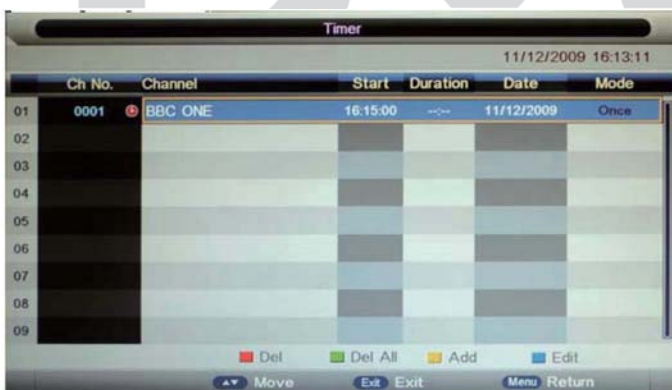 Timer
11/12/2009 16:13:11
Ch No. Channel Start Duration Date Mode
01 0001 BBC ONE 16:15:00 --:-- 11/12/2009 Once
02
03
04
05
06
07
08
09
Del Del All Add Edit
Move Exit Exit Menu Return